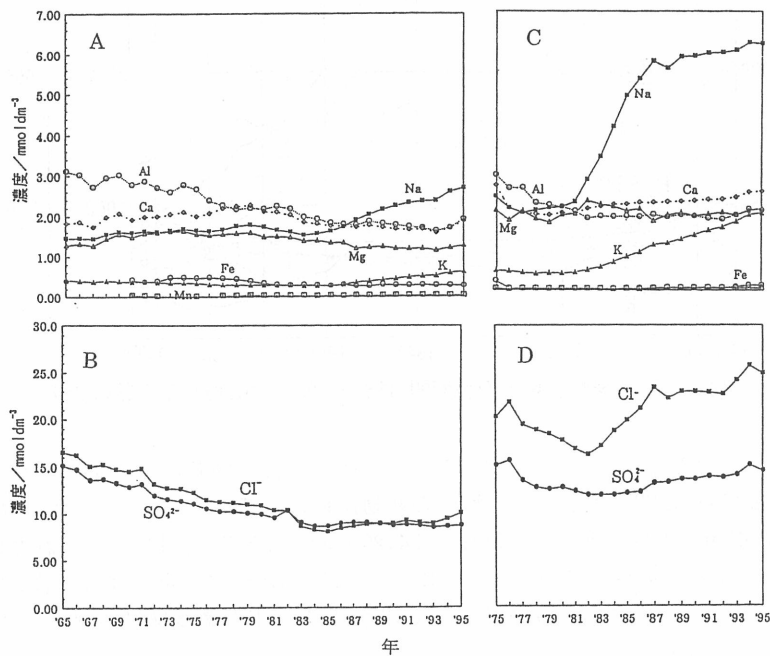 7.00
6.00
5.00
4.00
3.00
2.00
1.00
0.00
濃度/mmoldm⁻³
A
Al
Ca
Na
Mg
Fe
K
Mn
C
Na
Al
Ca
Mg
K
Fe
30.0
25.0
20.0
15.0
10.0
5.00
0.00
濃度/mmoldm⁻³
B
Cl⁻
SO₄²⁻
D
Cl⁻
SO₄²⁻
'65 '67 '69 '71 '73 '75 '77 '79 '81 '83 '85 '87 '89 '91 '93 '95
'75 '77 '79 '81 '83 '85 '87 '89 '91 '93 '95
年